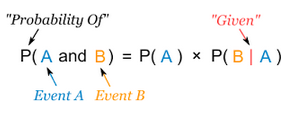 "Probability Of" "Given"
P( A and B ) = P( A ) × P( B | A )
Event A Event B